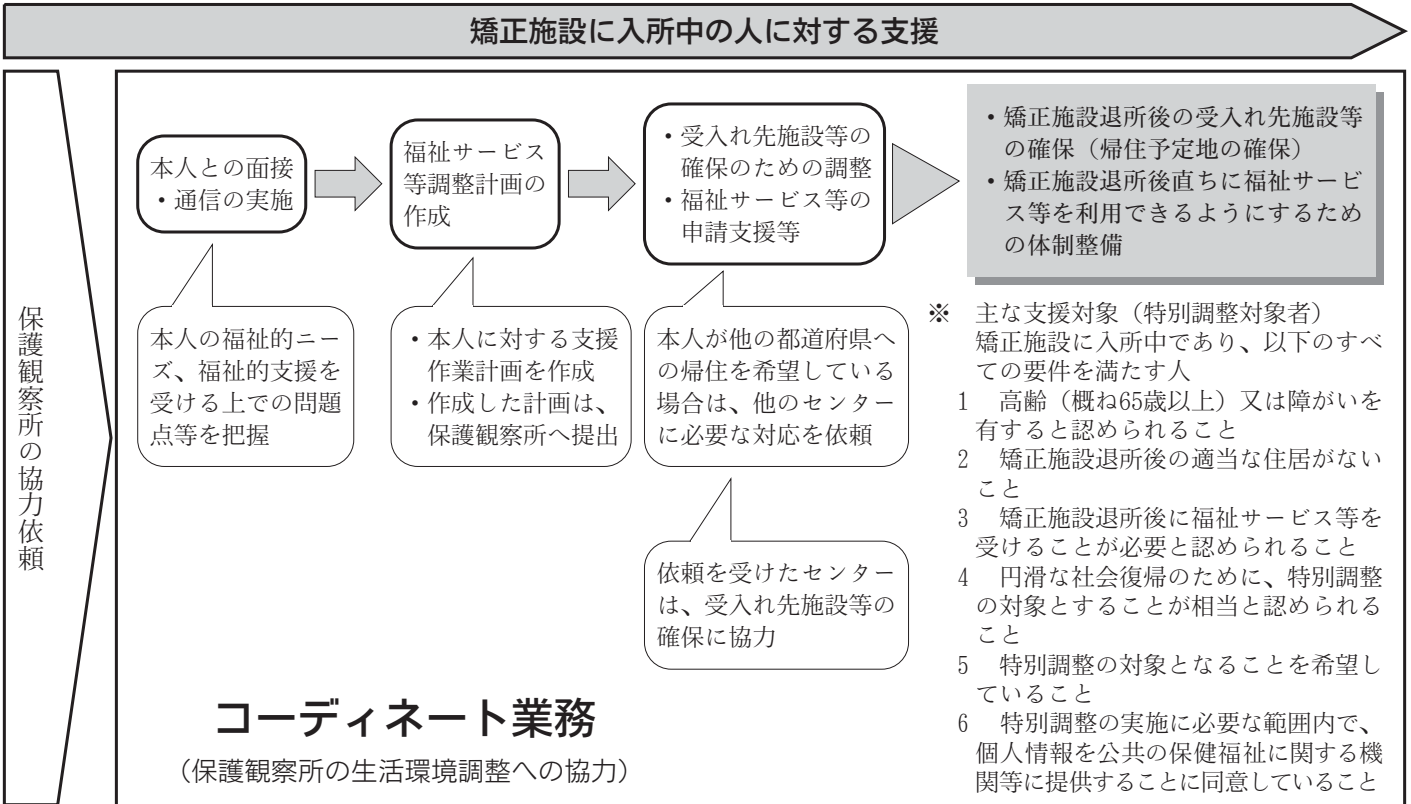 矯正施設に入所中の人に対する支援
保護観察所の協力依頼
本人との面接
・通信の実施
福祉サービス
等調整計画の
作成
・受入れ先施設等の
確保のための調整
・福祉サービス等の
申請支援等
・矯正施設退所後の受入れ先施設等
の確保（帰住予定地の確保）
・矯正施設退所後直ちに福祉サービ
ス等を利用できるようにするため
の体制整備
本人の福祉的ニー
ズ、福祉的支援を
受ける上での問題
点等を把握
・本人に対する支援
作業計画を作成
・作成した計画は、
保護観察所へ提出
本人が他の都道府県へ
の帰住を希望している
場合は、他のセンター
に必要な対応を依頼
依頼を受けたセンター
は、受入れ先施設等の
確保に協力
※　主な支援対象（特別調整対象者）
矯正施設に入所中であり、以下のすべ
ての要件を満たす人
1　高齢（概ね65歳以上）又は障がいを
有すると認められること
2　矯正施設退所後の適当な住居がない
こと
3　矯正施設退所後に福祉サービス等を
受けることが必要と認められること
4　円滑な社会復帰のために、特別調整
の対象とすることが相当と認められる
こと
5　特別調整の対象となることを希望し
ていること
6　特別調整の実施に必要な範囲内で、
個人情報を公共の保健福祉に関する機
関等に提供することに同意していること
コーディネート業務
（保護観察所の生活環境調整への協力）